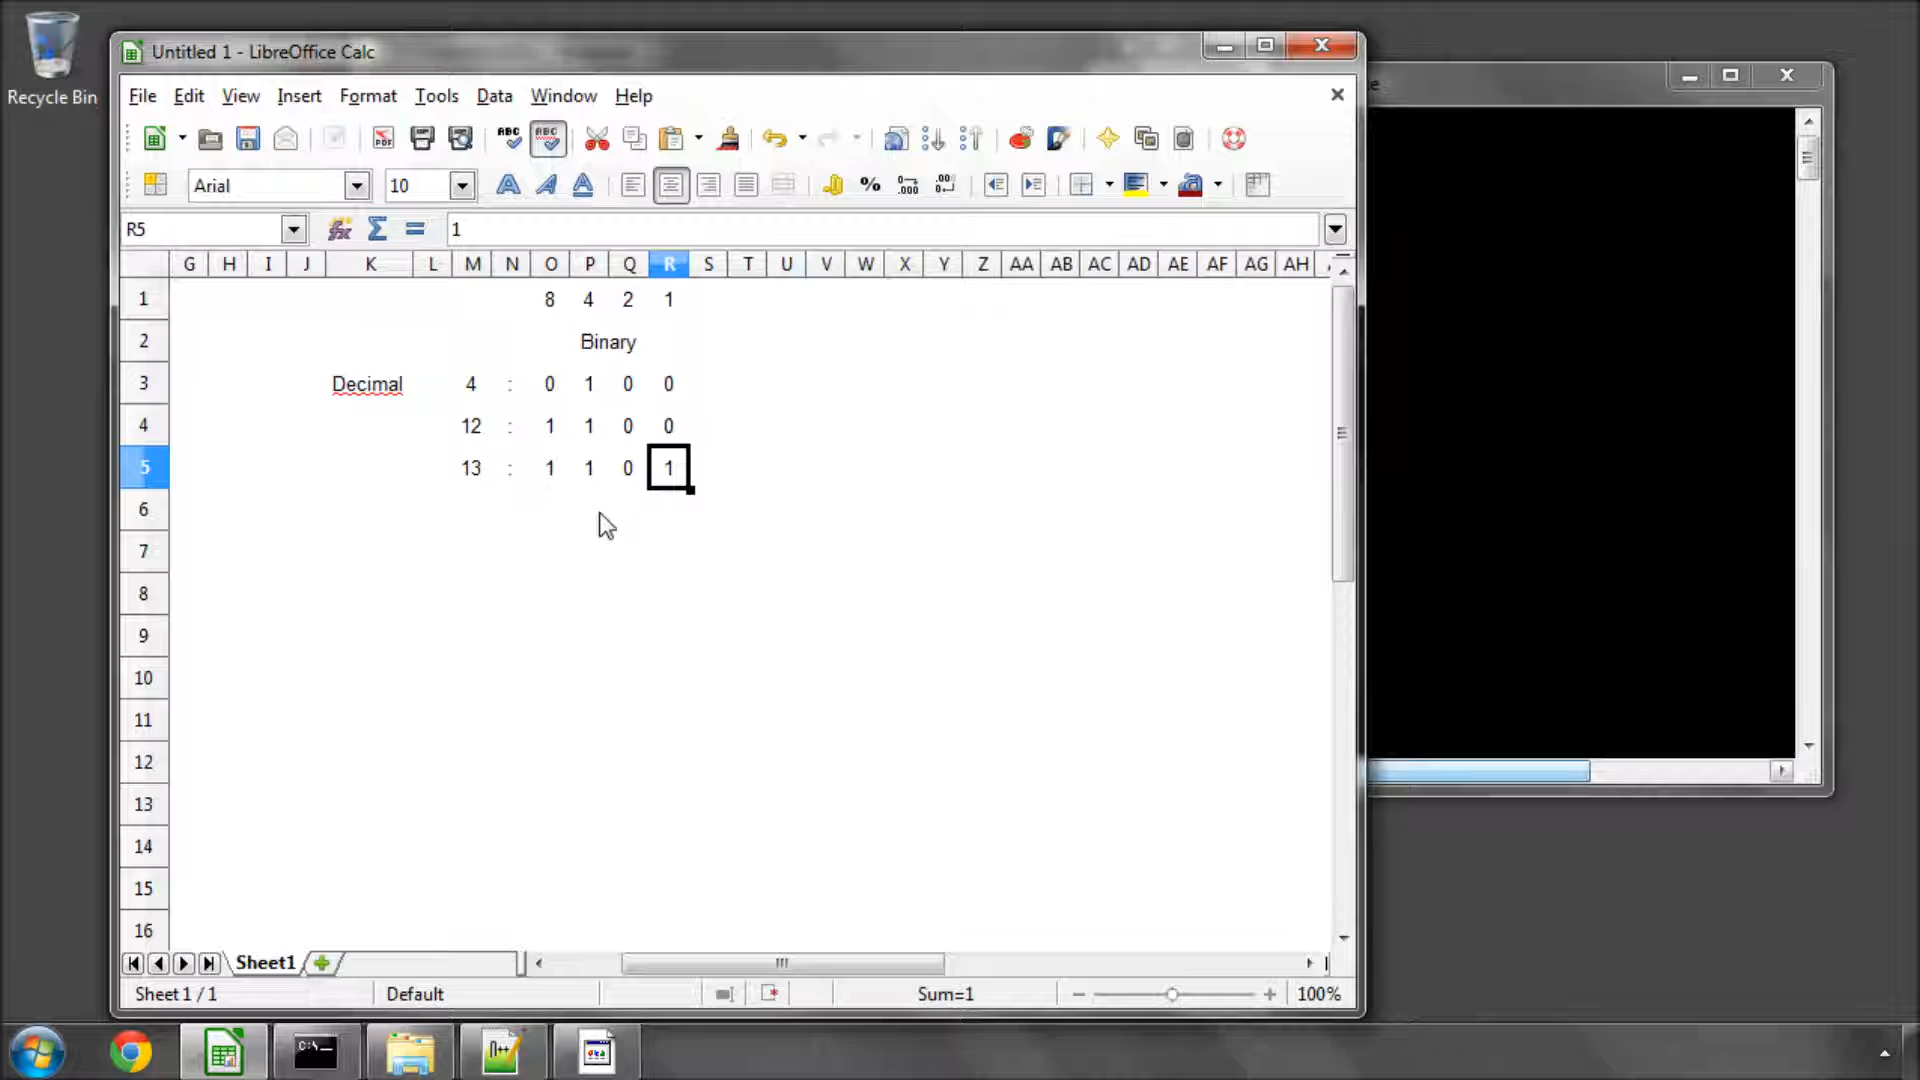 Recycle Bin
Untitled 1 - LibreOffice Calc
File Edit View Insert Format Tools Data Window Help
Arial 10
R5 1
G H I J K L M N O P Q R S T U V W X Y Z AA AB AC AD AE AF AG AH
1 8 4 2 1
2 Binary
3 Decimal 4 : 0 1 0 0
4 12 : 1 1 0 0
5 13 : 1 1 0 1
6
7
8
9
10
11
12
13
14
15
16
Sheet1
Sheet 1 / 1 Default Sum=1 100%